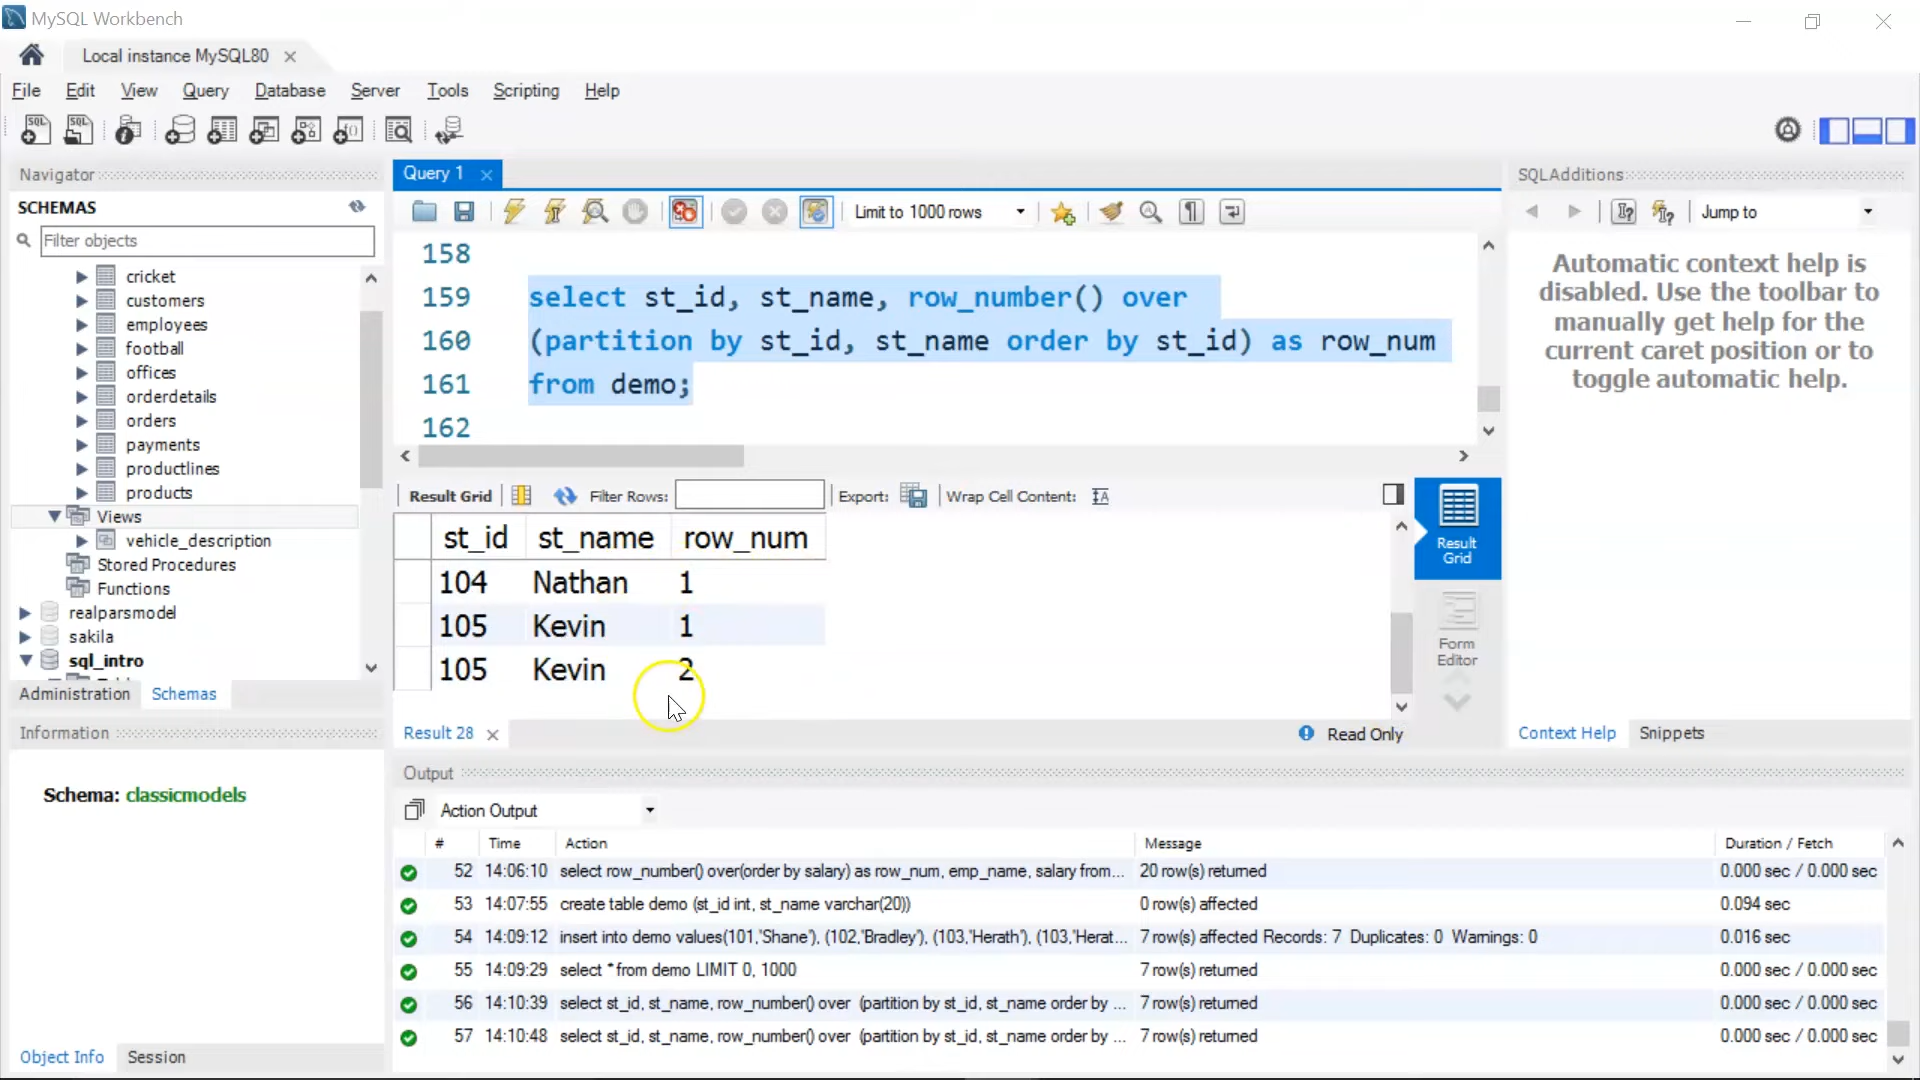 MySQL Workbench
Local instance MySQL80
File Edit View Query Database Server Tools Scripting Help
Navigator
SCHEMAS
Filter objects
cricket
customers
employees
football
offices
orderdetails
orders
payments
productlines
products
Views
vehicle_description
Stored Procedures
Functions
realparsmodel
sakila
sql_intro
Administration Schemas
Information
Schema: classicmodels
Object Info Session
Query 1
Limit to 1000 rows
158
159 select st_id, st_name, row_number() over
160 (partition by st_id, st_name order by st_id) as row_num
161 from demo;
162
Result Grid Filter Rows: Export: Wrap Cell Content:
st_id st_name row_num
104 Nathan 1
105 Kevin 1
105 Kevin 2
Result Grid
Form Editor
Result 28 Read Only
SQLAdditions
Jump to
Automatic context help is
disabled. Use the toolbar to
manually get help for the
current caret position or to
toggle automatic help.
Context Help Snippets
Output
Action Output
# Time Action Message Duration / Fetch
52 14:06:10 select row_number() over(order by salary) as row_num, emp_name, salary from... 20 row(s) returned 0.000 sec / 0.000 sec
53 14:07:55 create table demo (st_id int, st_name varchar(20)) 0 row(s) affected 0.094 sec
54 14:09:12 insert into demo values(101,'Shane'), (102,'Bradley'), (103,'Herath'), (103,'Herat... 7 row(s) affected Records: 7 Duplicates: 0 Warnings: 0 0.016 sec
55 14:09:29 select * from demo LIMIT 0, 1000 7 row(s) returned 0.000 sec / 0.000 sec
56 14:10:39 select st_id, st_name, row_number() over (partition by st_id, st_name order by ... 7 row(s) returned 0.000 sec / 0.000 sec
57 14:10:48 select st_id, st_name, row_number() over (partition by st_id, st_name order by ... 7 row(s) returned 0.000 sec / 0.000 sec